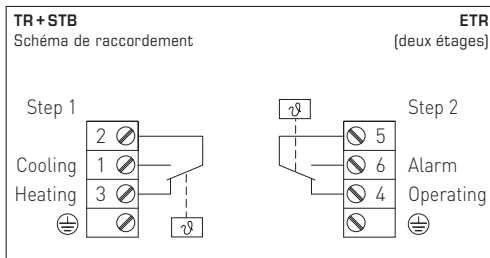 TR+STB ETR
Schéma de raccordement (deux étages)
Step 1 Step 2
ϑ
2 5
Cooling 1 6 Alarm
Heating 3 4 Operating
ϑ